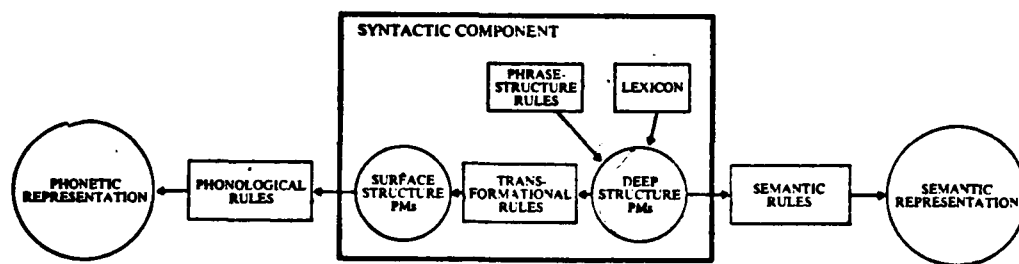 SYNTACTIC COMPONENT
PHRASE-
STRUCTURE
RULES
LEXICON
PHONETIC
REPRESENTATION
PHONOLOGICAL
RULES
SURFACE
STRUCTURE
PMs
TRANS-
FORMATIONAL
RULES
DEEP
STRUCTURE
PMs
SEMANTIC
RULES
SEMANTIC
REPRESENTATION